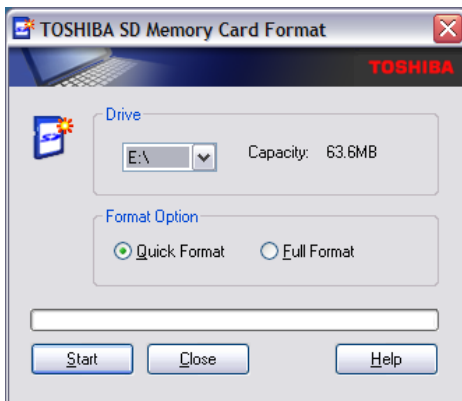 TOSHIBA SD Memory Card Format
TOSHIBA
SD
Drive
E:\ Capacity: 63.6MB
Format Option
Quick Format Full Format
Start Close Help